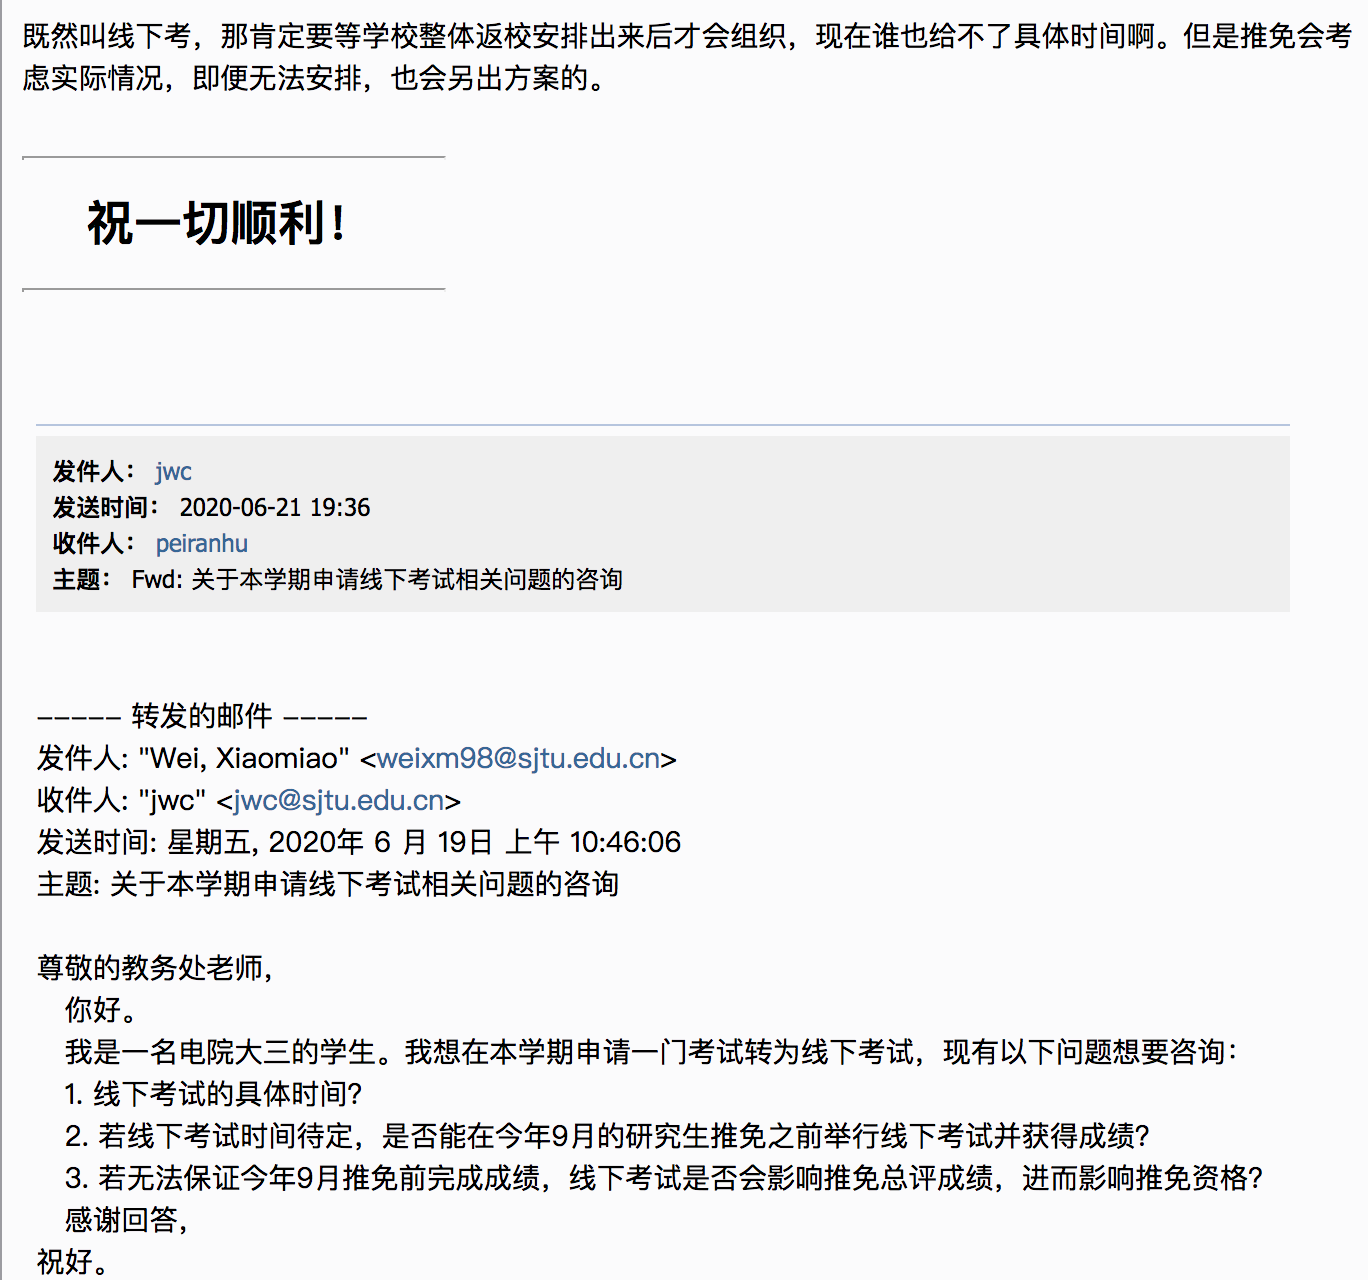 既然叫线下考，那肯定要等学校整体返校安排出来后才会组织，现在谁也给不了具体时间啊。但是推免会考
虑实际情况，即便无法安排，也会另出方案的。
祝一切顺利！
发件人： jwc
发送时间： 2020-06-21 19:36
收件人： peiranhu
主题： Fwd: 关于本学期申请线下考试相关问题的咨询
----- 转发的邮件 -----
发件人: "Wei, Xiaomiao" <weixm98@sjtu.edu.cn>
收件人: "jwc" <jwc@sjtu.edu.cn>
发送时间: 星期五, 2020年 6 月 19日 上午 10:46:06
主题: 关于本学期申请线下考试相关问题的咨询
尊敬的教务处老师，
你好。
我是一名电院大三的学生。我想在本学期申请一门考试转为线下考试，现有以下问题想要咨询：
1. 线下考试的具体时间？
2. 若线下考试时间待定，是否能在今年9月的研究生推免之前举行线下考试并获得成绩？
3. 若无法保证今年9月推免前完成成绩，线下考试是否会影响推免总评成绩，进而影响推免资格？
感谢回答，
祝好。